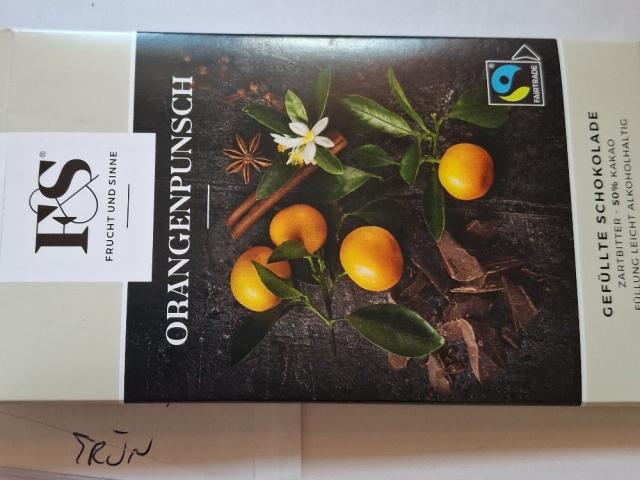 F&S®
FRUCHT UND SINNE
ORANGENPUNSCH
FAIRTRADE
GEFÜLLTE SCHOKOLADE
ZARTBITTER · 50% KAKAO
FÜLLUNG LEICHT ALKOHOLHALTIG